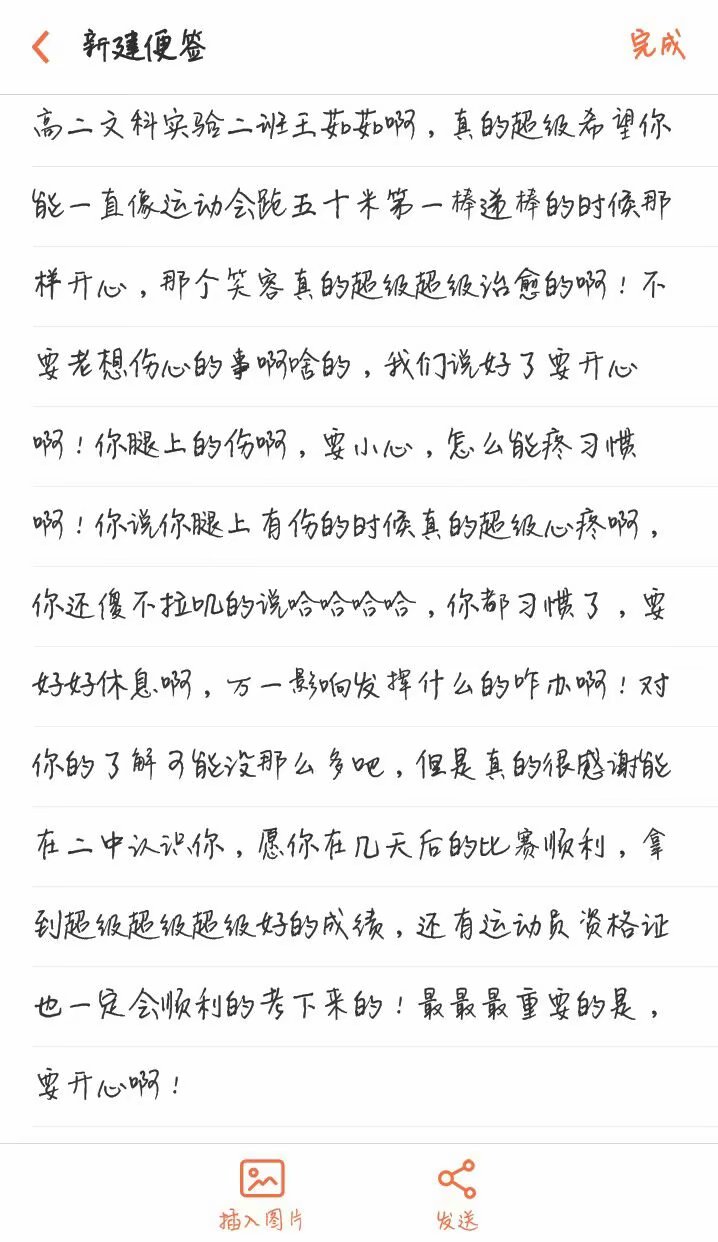 新建便签
完成
高二文科实验二班王茹茹啊，真的超级希望你
能一直像运动会跑五十米第一棒递棒的时候那
样开心，那个笑容真的超级超级治愈的啊！不
要老想伤心的事啊啥的，我们说好了要开心
啊！你腿上的伤啊，要小心，怎么能疼习惯
啊！你说你腿上有伤的时候真的超级心疼啊，
你还傻不拉叽的说哈哈哈哈，你都习惯了，要
好好休息啊，万一影响发挥什么的咋办啊！对
你的了解可能没那么多吧，但是真的很感谢能
在二中认识你，愿你在几天后的比赛顺利，拿
到超级超级超级好的成绩，还有运动员资格证
也一定会顺利的考下来的！最最最重要的是，
要开心啊！
插入图片
发送